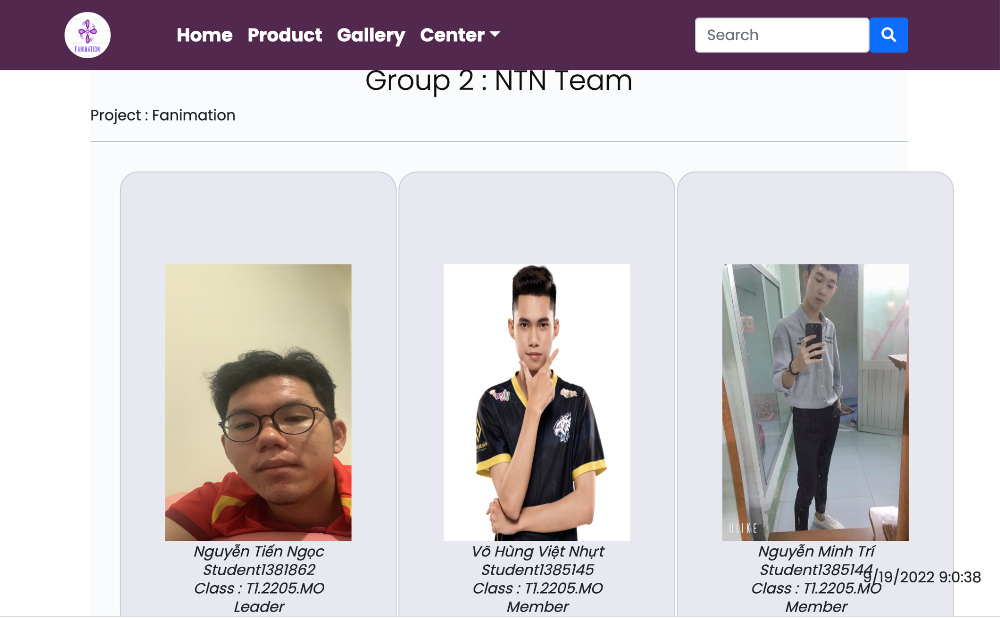 FANIMATION
Home Product Gallery Center
Search
Group 2 : NTN Team
Project : Fanimation
QUÂN
ULIKE
Nguyễn Tiến Ngọc
Student1381862
Class : T1.2205.MO
Leader
Võ Hùng Việt Nhựt
Student1385145
Class : T1.2205.MO
Member
Nguyễn Minh Trí
Student1385144
Class : T1.2205.MO
Member
9/19/2022 9:0:38